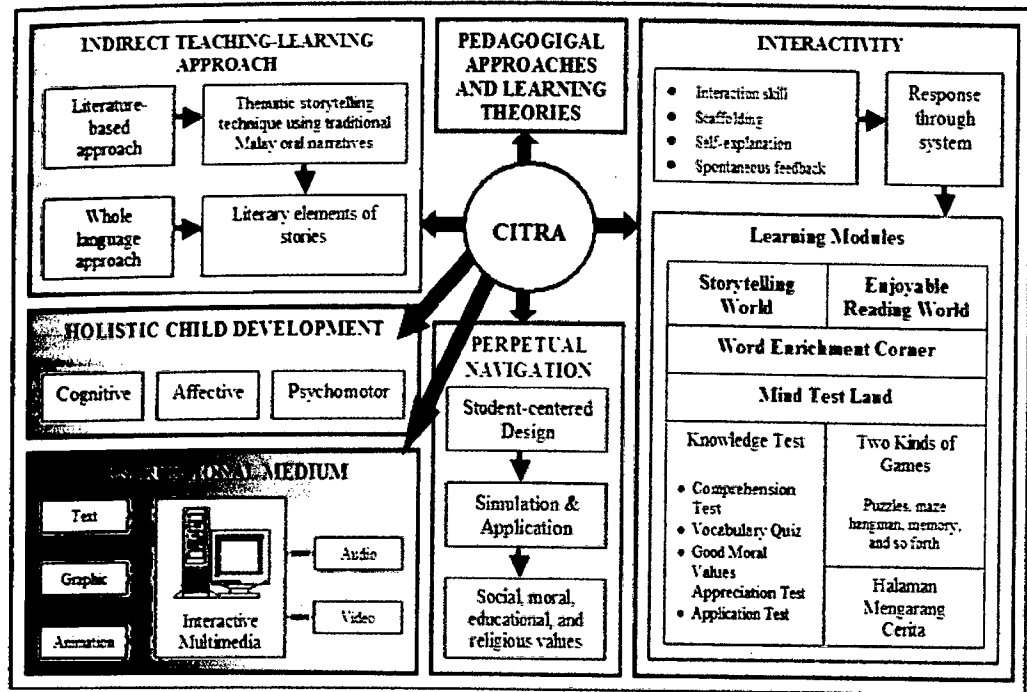 INDIRECT TEACHING-LEARNING
APPROACH
Literature-
based
approach
Thematic storytelling
technique using traditional
Malay oral narratives
Whole
language
approach
Literary elements of
stories
PEDAGOGIGAL
APPROACHES
AND LEARNING
THEORIES
CITRA
INTERACTIVITY
• Interaction skill
• Scaffolding
• Self-explanation
• Spontaneous feedback
Response
through
system
Learning Modules
Storytelling
World
Enjoyable
Reading World
Word Enrichment Corner
Mind Test Land
Knowledge Test
• Comprehension
Test
• Vocabulary Quiz
• Good Moral
Values
Appreciation Test
• Application Test
Two Kinds of
Games
Puzzles, maze
hangman, memory,
and so forth
Halaman
Mengarang
Cerita
HOLISTIC CHILD DEVELOPMENT
Cognitive
Affective
Psychomotor
PERPETUAL
NAVIGATION
Student-centered
Design
Simulation &
Application
Social, moral,
educational, and
religious values
MEDIUM
Text
Graphic
Animation
Interactive
Multimedia
Audio
Video